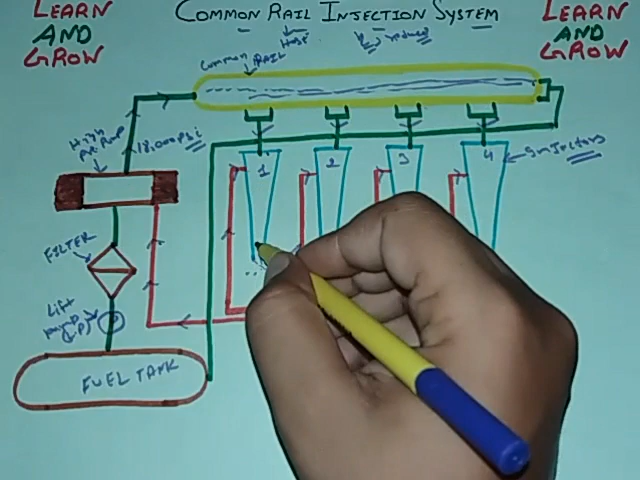 LEARN
AND
GROW
COMMON RAIL INJECTION SYSTEM
LEARN
AND
GROW
Common RAIL
High
Pr. Pump
18,000 psi
1
2
3
4
Injectors
FILTER
Lift
Pump
FUEL TANK